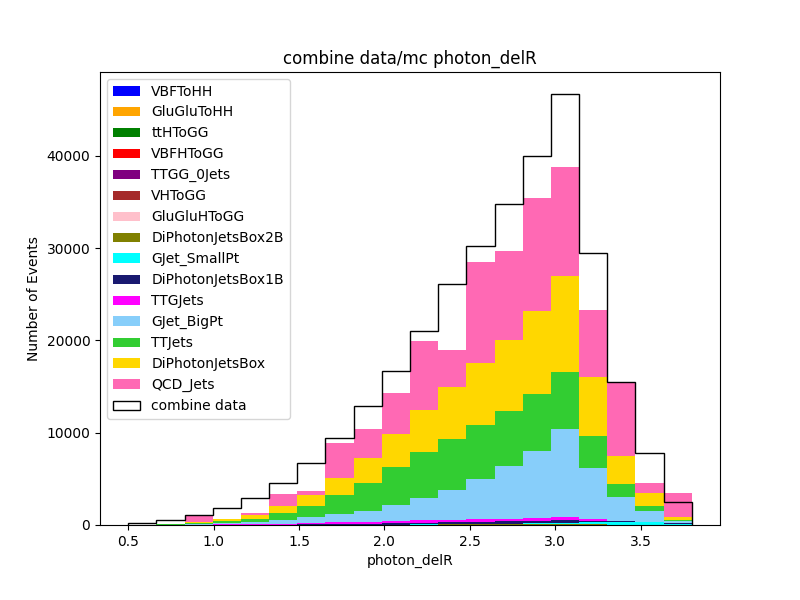 combine data/mc photon_delR
VBFToHH
GluGluToHH
ttHToGG
VBFHToGG
TTGG_0Jets
VHToGG
GluGluHToGG
DiPhotonJetsBox2B
GJet_SmallPt
DiPhotonJetsBox1B
TTGJets
GJet_BigPt
TTJets
DiPhotonJetsBox
QCD_Jets
combine data
Number of Events
40000
30000
20000
10000
0
0.5 1.0 1.5 2.0 2.5 3.0 3.5
photon_delR